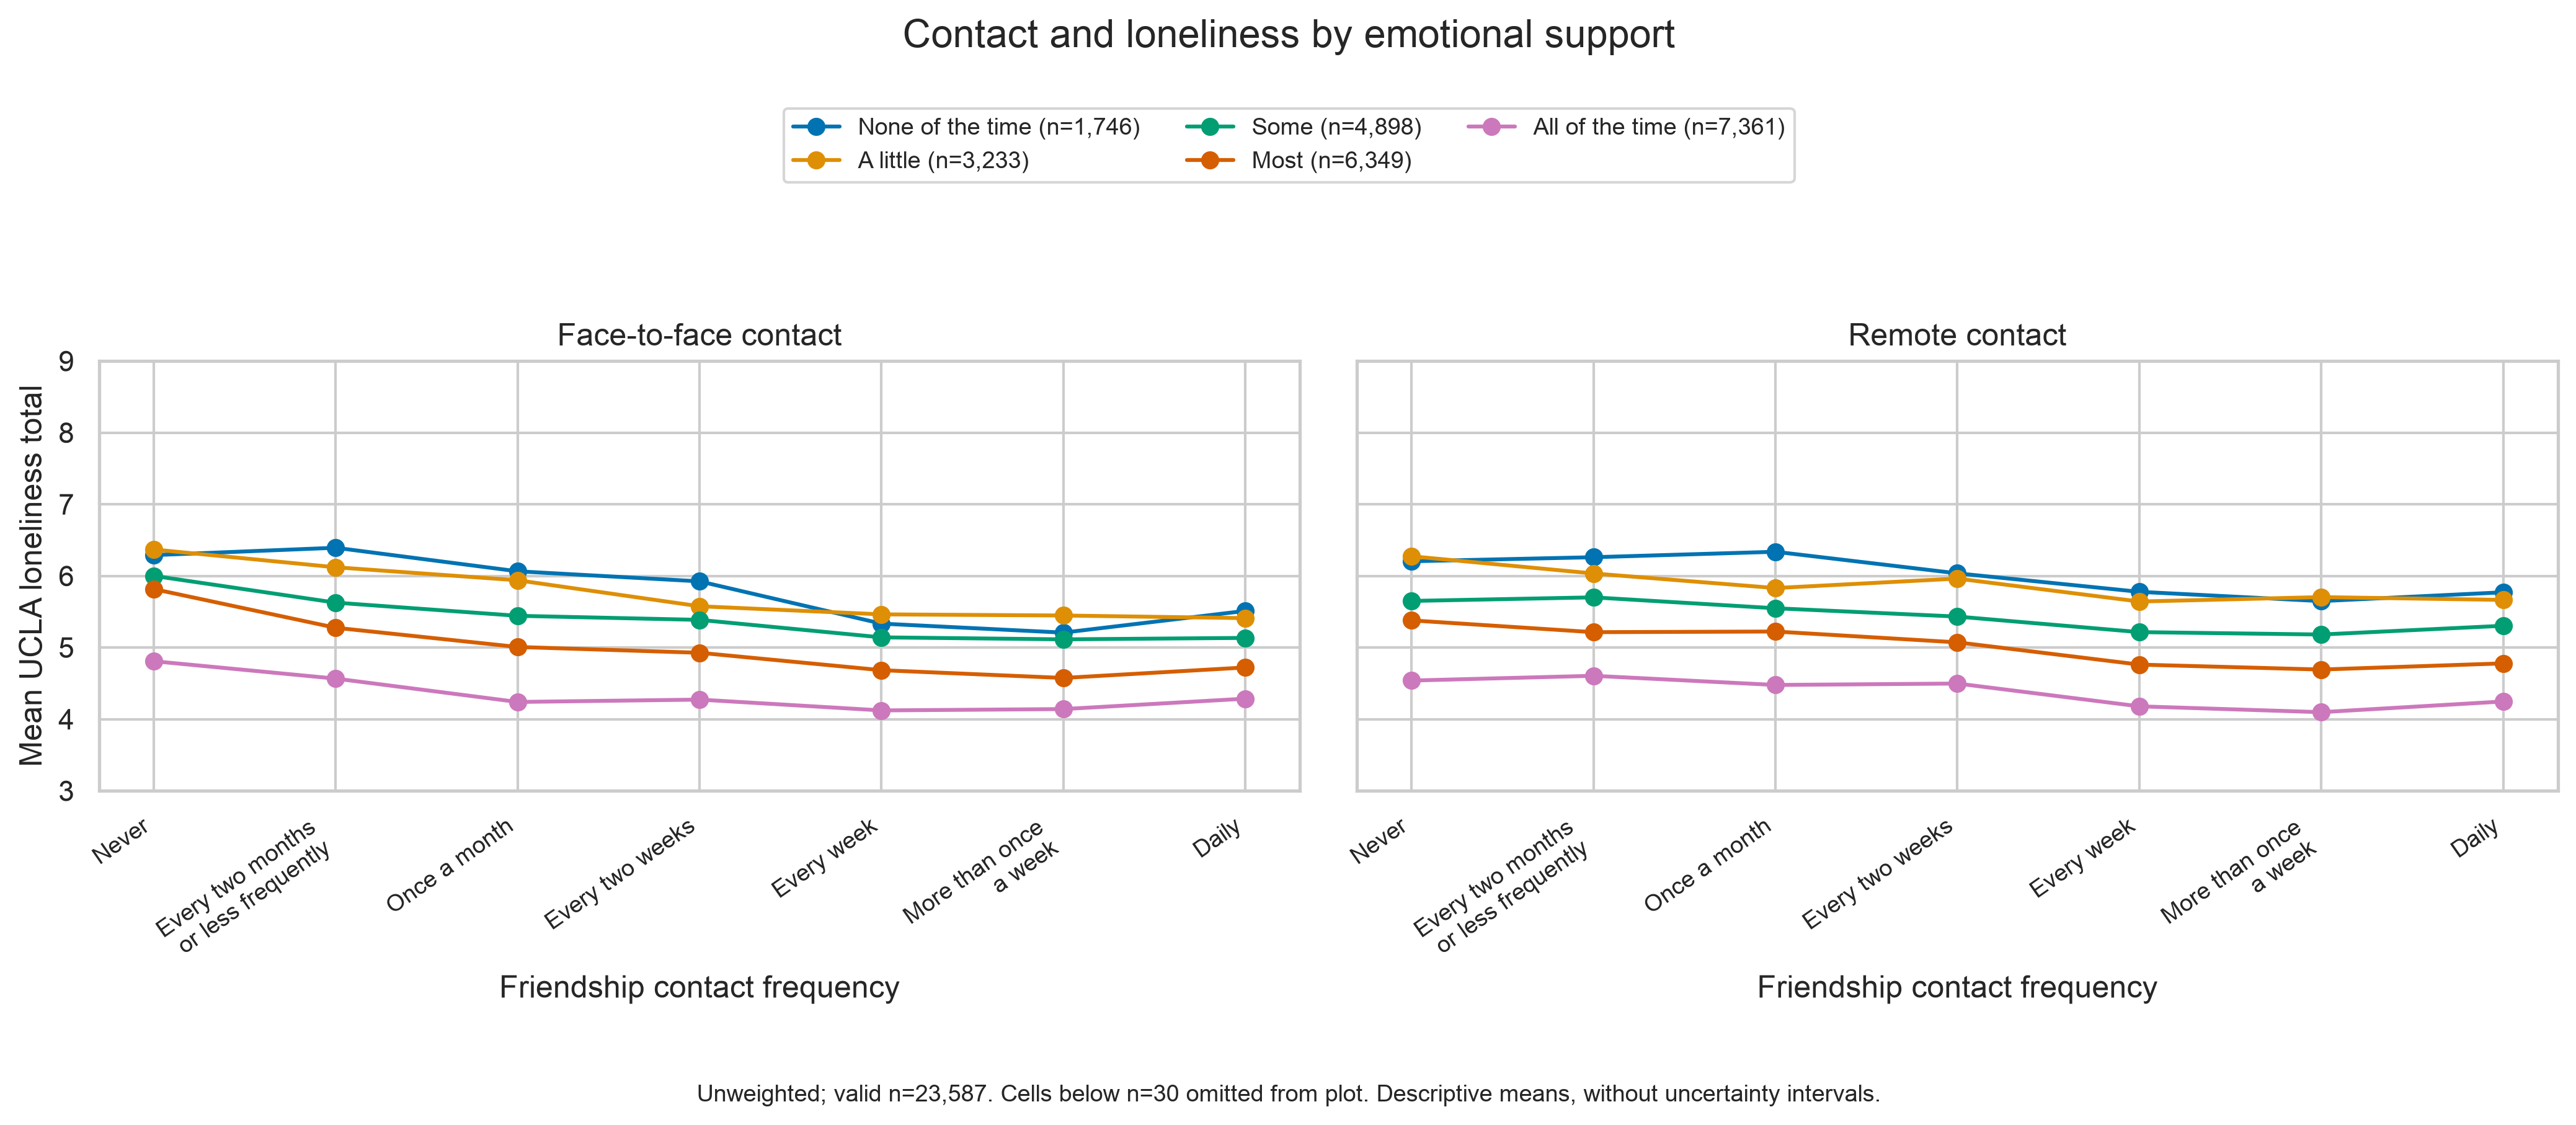 Contact and loneliness by emotional support
None of the time (n=1,746)
A little (n=3,233)
Some (n=4,898)
Most (n=6,349)
All of the time (n=7,361)
Face-to-face contact
Mean UCLA loneliness total
9
8
7
6
5
4
3
Never
Every two months
or less frequently
Once a month
Every two weeks
Every week
More than once
a week
Daily
Friendship contact frequency
Remote contact
Never
Every two months
or less frequently
Once a month
Every two weeks
Every week
More than once
a week
Daily
Friendship contact frequency
Unweighted; valid n=23,587. Cells below n=30 omitted from plot. Descriptive means, without uncertainty intervals.